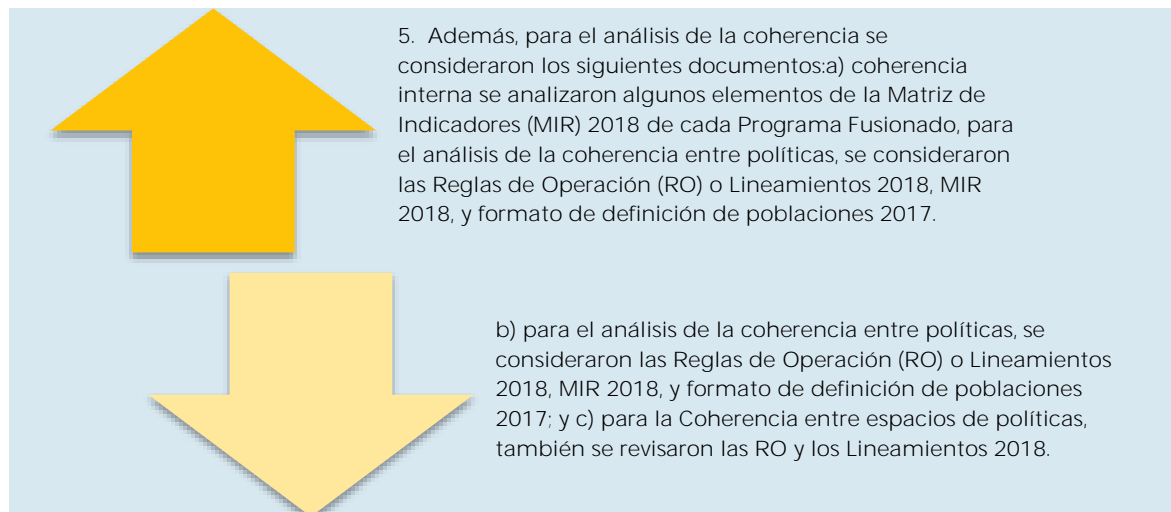 5. Además, para el análisis de la coherencia se
consideraron los siguientes documentos:a) coherencia
interna se analizaron algunos elementos de la Matriz de
Indicadores (MIR) 2018 de cada Programa Fusionado, para
el análisis de la coherencia entre políticas, se consideraron
las Reglas de Operación (RO) o Lineamientos 2018, MIR
2018, y formato de definición de poblaciones 2017.
b) para el análisis de la coherencia entre políticas, se
consideraron las Reglas de Operación (RO) o Lineamientos
2018, MIR 2018, y formato de definición de poblaciones
2017; y c) para la Coherencia entre espacios de políticas,
también se revisaron las RO y los Lineamientos 2018.